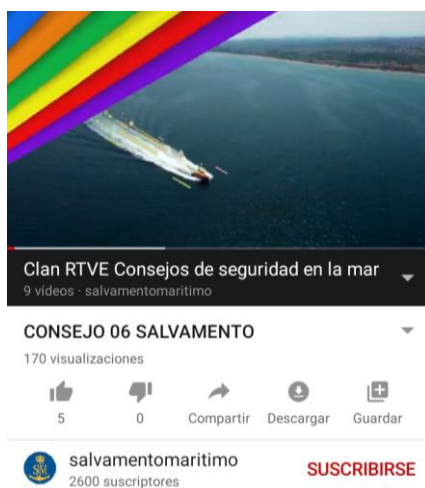 Clan RTVE Consejos de seguridad en la mar
9 vídeos · salvamentomaritimo
CONSEJO 06 SALVAMENTO
170 visualizaciones
5
0
Compartir
Descargar
Guardar
SM
salvamentomaritimo
2600 suscriptores
SUSCRIBIRSE